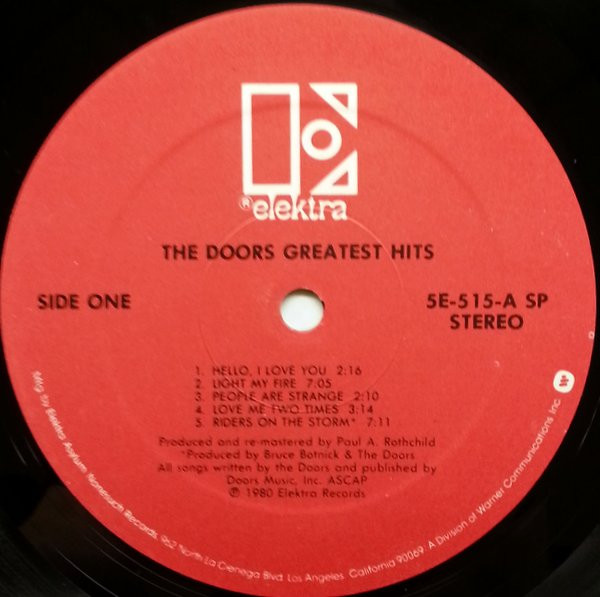 ® elektra
THE DOORS GREATEST HITS
SIDE ONE
5E-515-A SP
STEREO
1. HELLO, I LOVE YOU 2:16
2. LIGHT MY FIRE 7:05
3. PEOPLE ARE STRANGE 2:10
4. LOVE ME TWO TIMES 3:14
5. RIDERS ON THE STORM* 7:11
Produced and re-mastered by Paul A. Rothchild
*Produced by Bruce Botnick & The Doors
All songs written by the Doors and published by
Doors Music, Inc. ASCAP
℗ 1980 Elektra Records
Mfg by Elektra/Asylum/Nonesuch Records, 962 North La Cienega Blvd. Los Angeles, California 90069. A Division of Warner Communications Inc.